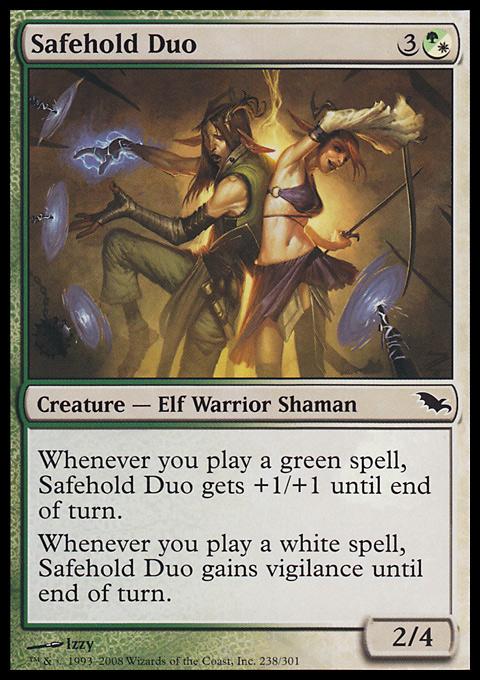 Safehold Duo 3
Creature — Elf Warrior Shaman
Whenever you play a green spell,
Safehold Duo gets +1/+1 until end
of turn.
Whenever you play a white spell,
Safehold Duo gains vigilance until
end of turn.
Izzy
2/4
™ & © 1993–2008 Wizards of the Coast, Inc. 238/301